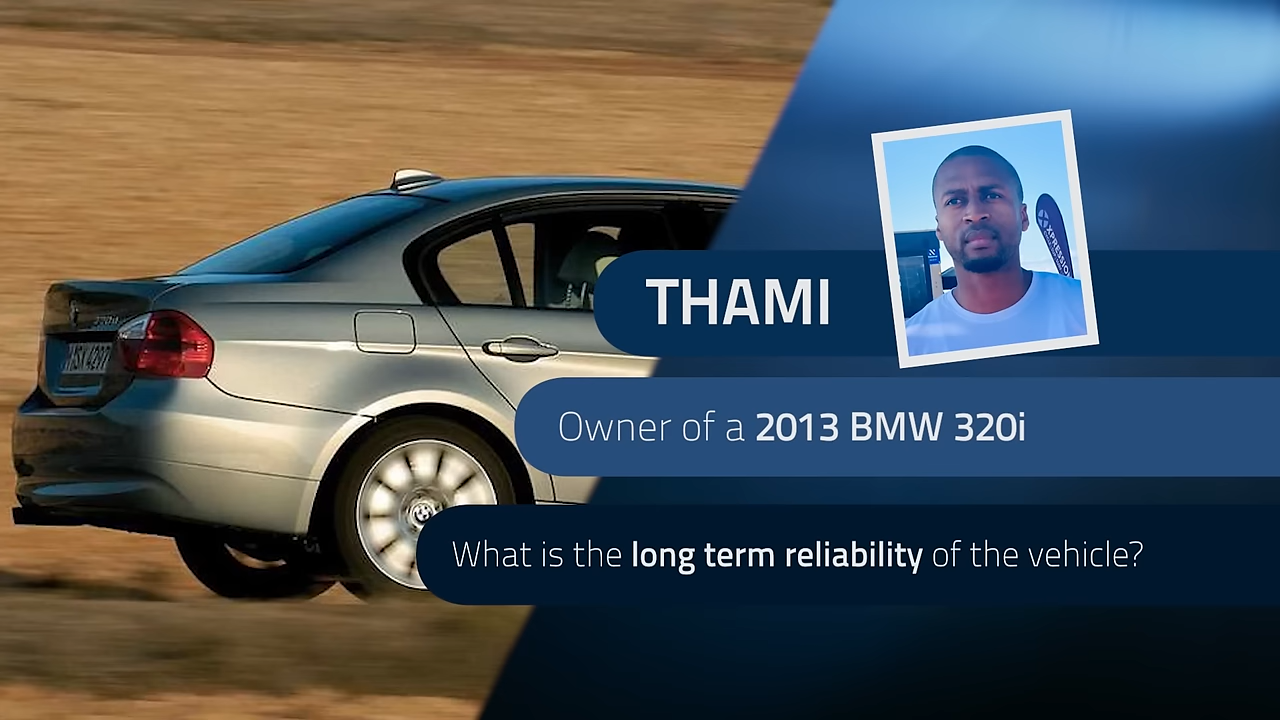 THAMI
Owner of a 2013 BMW 320i
What is the long term reliability of the vehicle?